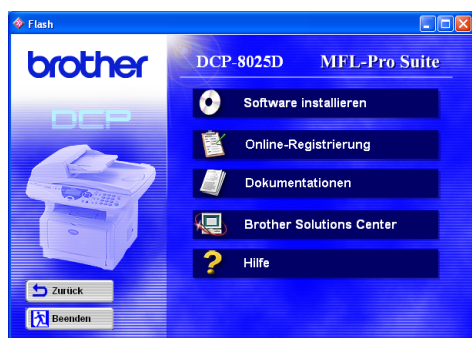 Flash
brother
DCP-8025D MFL-Pro Suite
DCP
Software installieren
Online-Registrierung
Dokumentationen
Brother Solutions Center
Hilfe
Zurück
Beenden